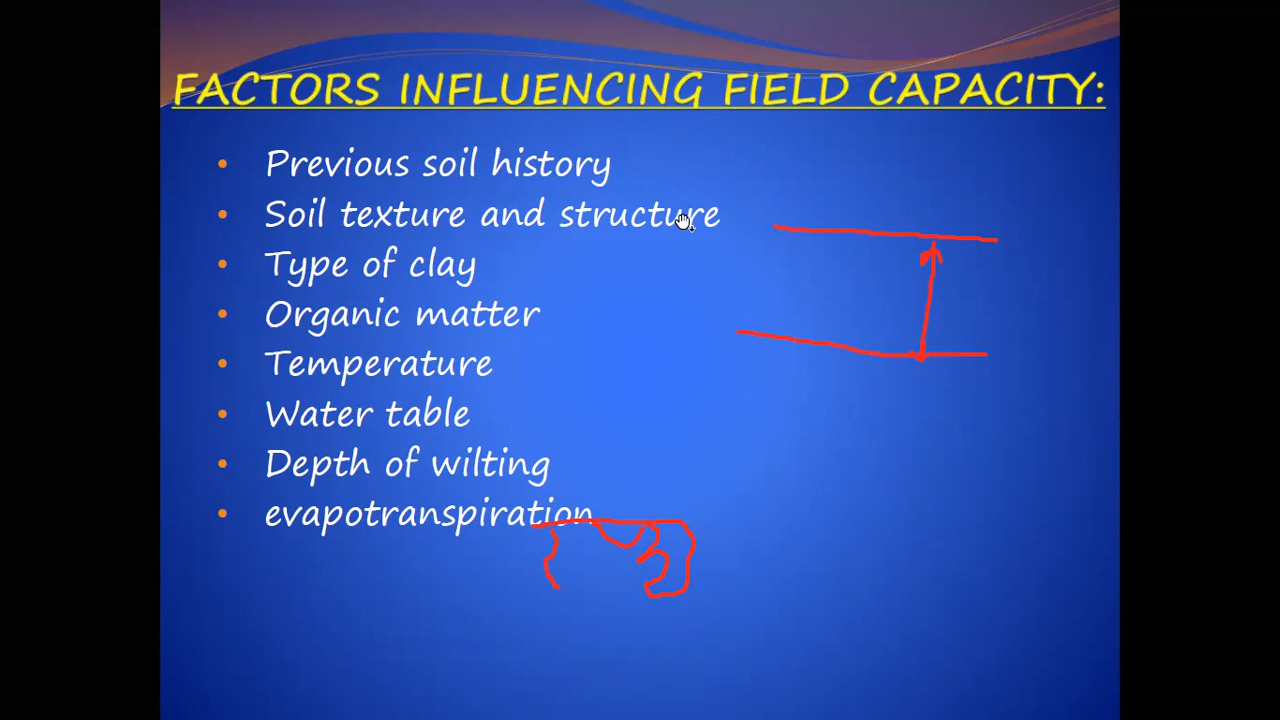 FACTORS INFLUENCING FIELD CAPACITY:
• Previous soil history
• Soil texture and structure
• Type of clay
• Organic matter
• Temperature
• Water table
• Depth of wilting
• evapotranspiration